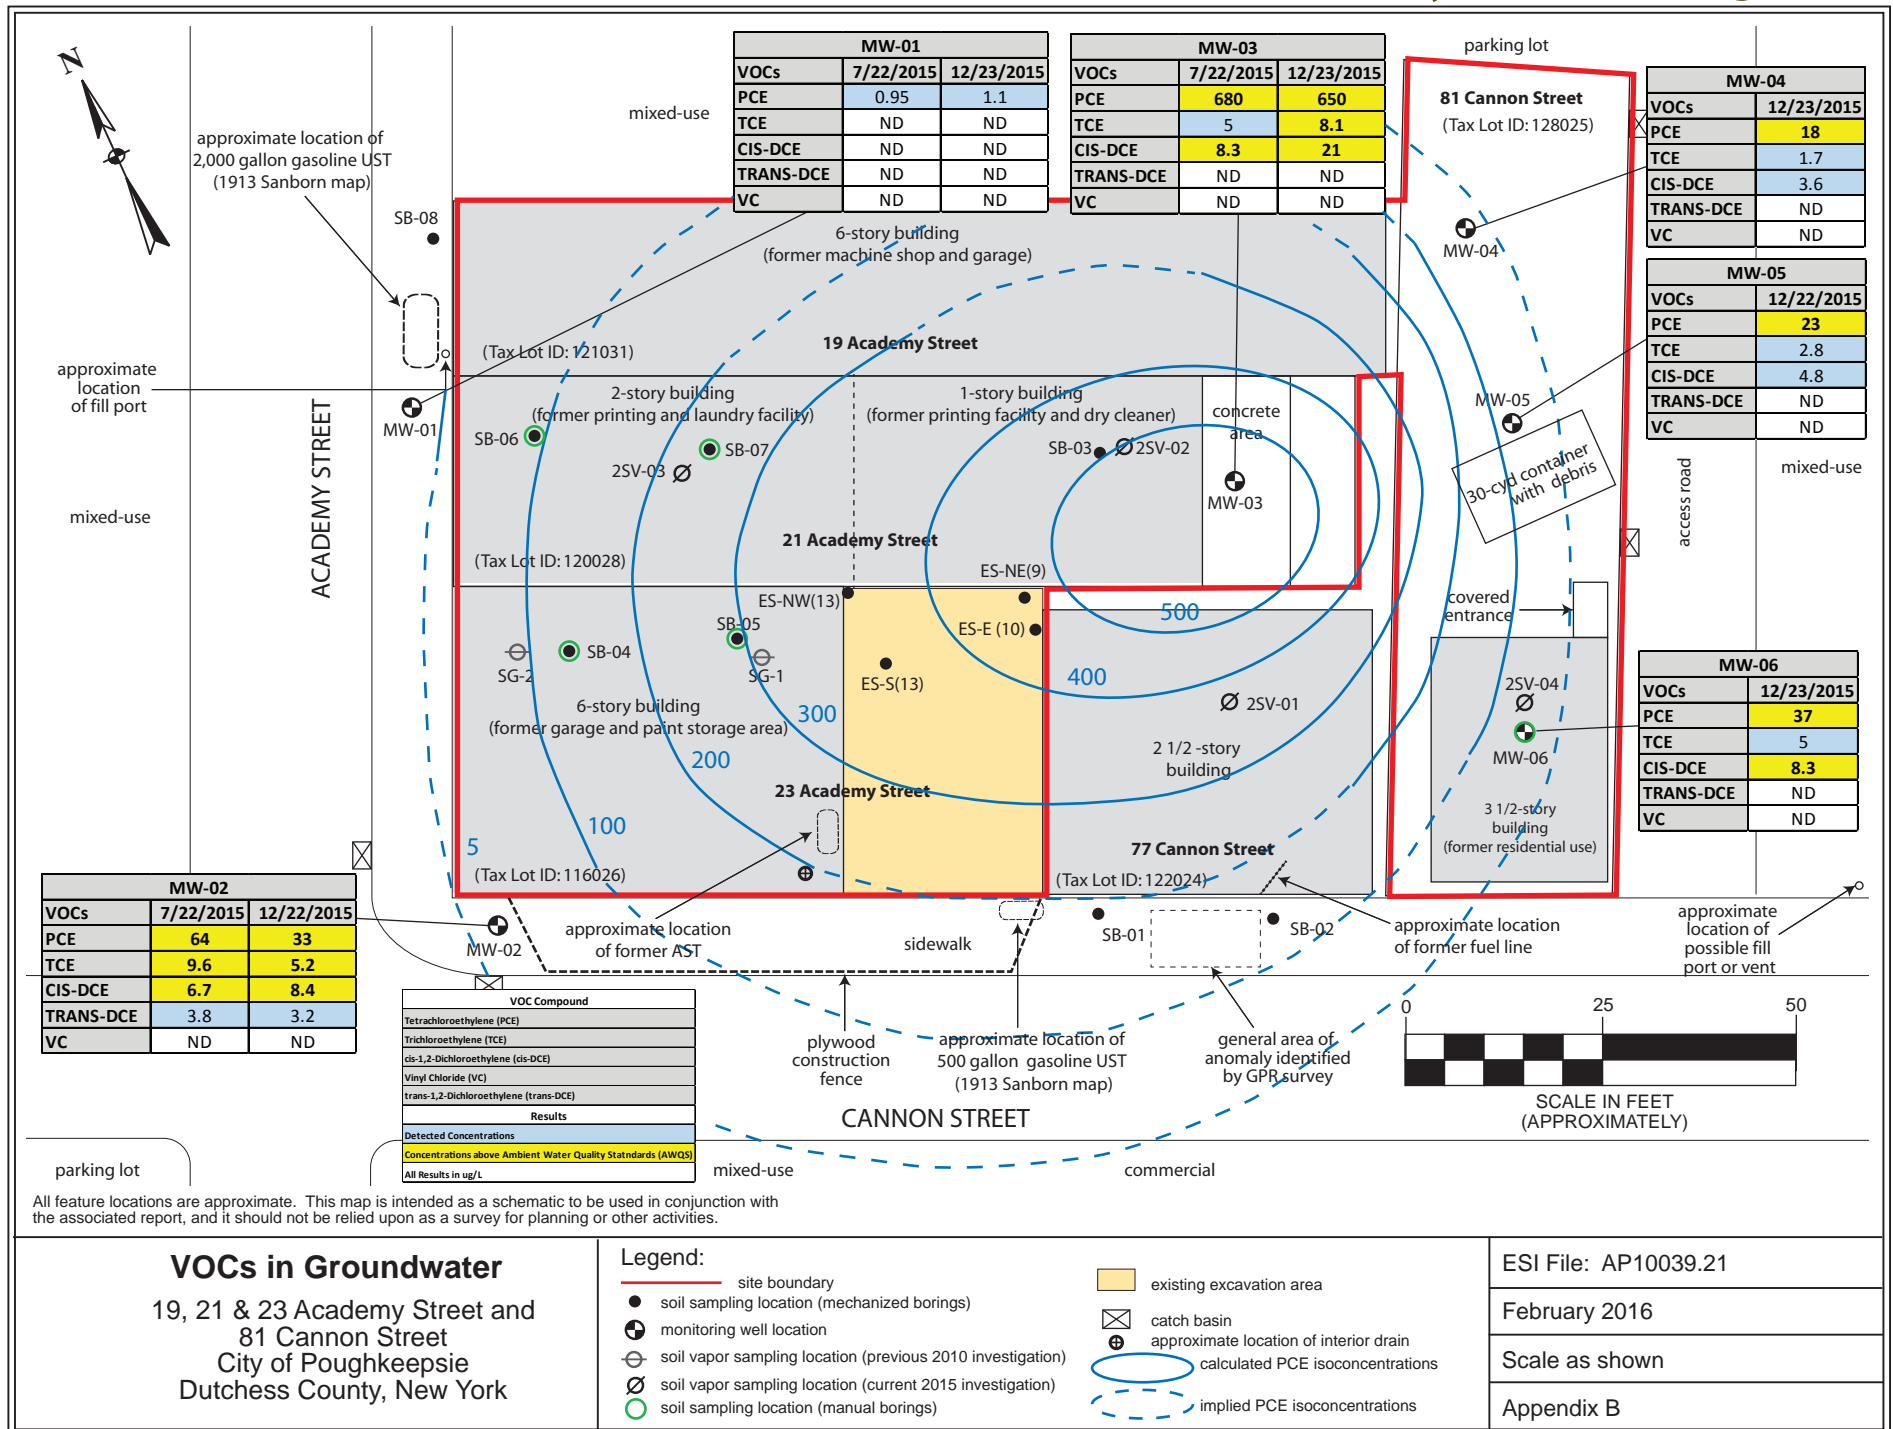 N
approximate location of
2,000 gallon gasoline UST
(1913 Sanborn map)
SB-08
mixed-use
MW-01
VOCs 7/22/2015 12/23/2015
PCE 0.95 1.1
TCE ND ND
CIS-DCE ND ND
TRANS-DCE ND ND
VC ND ND
MW-03
VOCs 7/22/2015 12/23/2015
PCE 680 650
TCE 5 8.1
CIS-DCE 8.3 21
TRANS-DCE ND ND
VC ND ND
parking lot
81 Cannon Street
(Tax Lot ID: 128025)
MW-04
VOCs 12/23/2015
PCE 18
TCE 1.7
CIS-DCE 3.6
TRANS-DCE ND
VC ND
MW-04
MW-05
VOCs 12/22/2015
PCE 23
TCE 2.8
CIS-DCE 4.8
TRANS-DCE ND
VC ND
6-story building
(former machine shop and garage)
19 Academy Street
(Tax Lot ID: 121031)
approximate
location
of fill port
ACADEMY STREET
mixed-use
MW-01
2-story building
(former printing and laundry facility)
1-story building
(former printing facility and dry cleaner)
concrete
area
SB-06
SB-07
2SV-03
SB-03
2SV-02
MW-03
MW-05
30-cyd container
with debris
access road
mixed-use
21 Academy Street
(Tax Lot ID: 120028)
ES-NE(9)
ES-NW(13)
ES-E (10)
ES-S(13)
SB-05
SG-1
SB-04
SG-2
6-story building
(former garage and paint storage area)
23 Academy Street
(Tax Lot ID: 116026)
500
400
300
200
100
5
covered
entrance
2SV-01
2 1/2 -story
building
77 Cannon Street
(Tax Lot ID: 122024)
2SV-04
MW-06
3 1/2-story
building
(former residential use)
MW-06
VOCs 12/23/2015
PCE 37
TCE 5
CIS-DCE 8.3
TRANS-DCE ND
VC ND
MW-02
VOCs 7/22/2015 12/22/2015
PCE 64 33
TCE 9.6 5.2
CIS-DCE 6.7 8.4
TRANS-DCE 3.8 3.2
VC ND ND
MW-02
approximate location
of former AST
sidewalk
SB-01
SB-02
approximate location
of former fuel line
approximate
location of
possible fill
port or vent
VOC Compound
Tetrachloroethylene (PCE)
Trichloroethylene (TCE)
cis-1,2-Dichloroethylene (cis-DCE)
Vinyl Chloride (VC)
trans-1,2-Dichloroethylene (trans-DCE)
Results
Detected Concentrations
Concentrations above Ambient Water Quality Statndards (AWQS)
All Results in ug/L
plywood
construction
fence
approximate location of
500 gallon gasoline UST
(1913 Sanborn map)
general area of
anomaly identified
by GPR survey
0 25 50
SCALE IN FEET
(APPROXIMATELY)
CANNON STREET
parking lot
mixed-use
commercial
All feature locations are approximate. This map is intended as a schematic to be used in conjunction with
the associated report, and it should not be relied upon as a survey for planning or other activities.
VOCs in Groundwater
19, 21 & 23 Academy Street and
81 Cannon Street
City of Poughkeepsie
Dutchess County, New York
Legend:
site boundary
soil sampling location (mechanized borings)
monitoring well location
soil vapor sampling location (previous 2010 investigation)
soil vapor sampling location (current 2015 investigation)
soil sampling location (manual borings)
existing excavation area
catch basin
approximate location of interior drain
calculated PCE isoconcentrations
implied PCE isoconcentrations
ESI File: AP10039.21
February 2016
Scale as shown
Appendix B